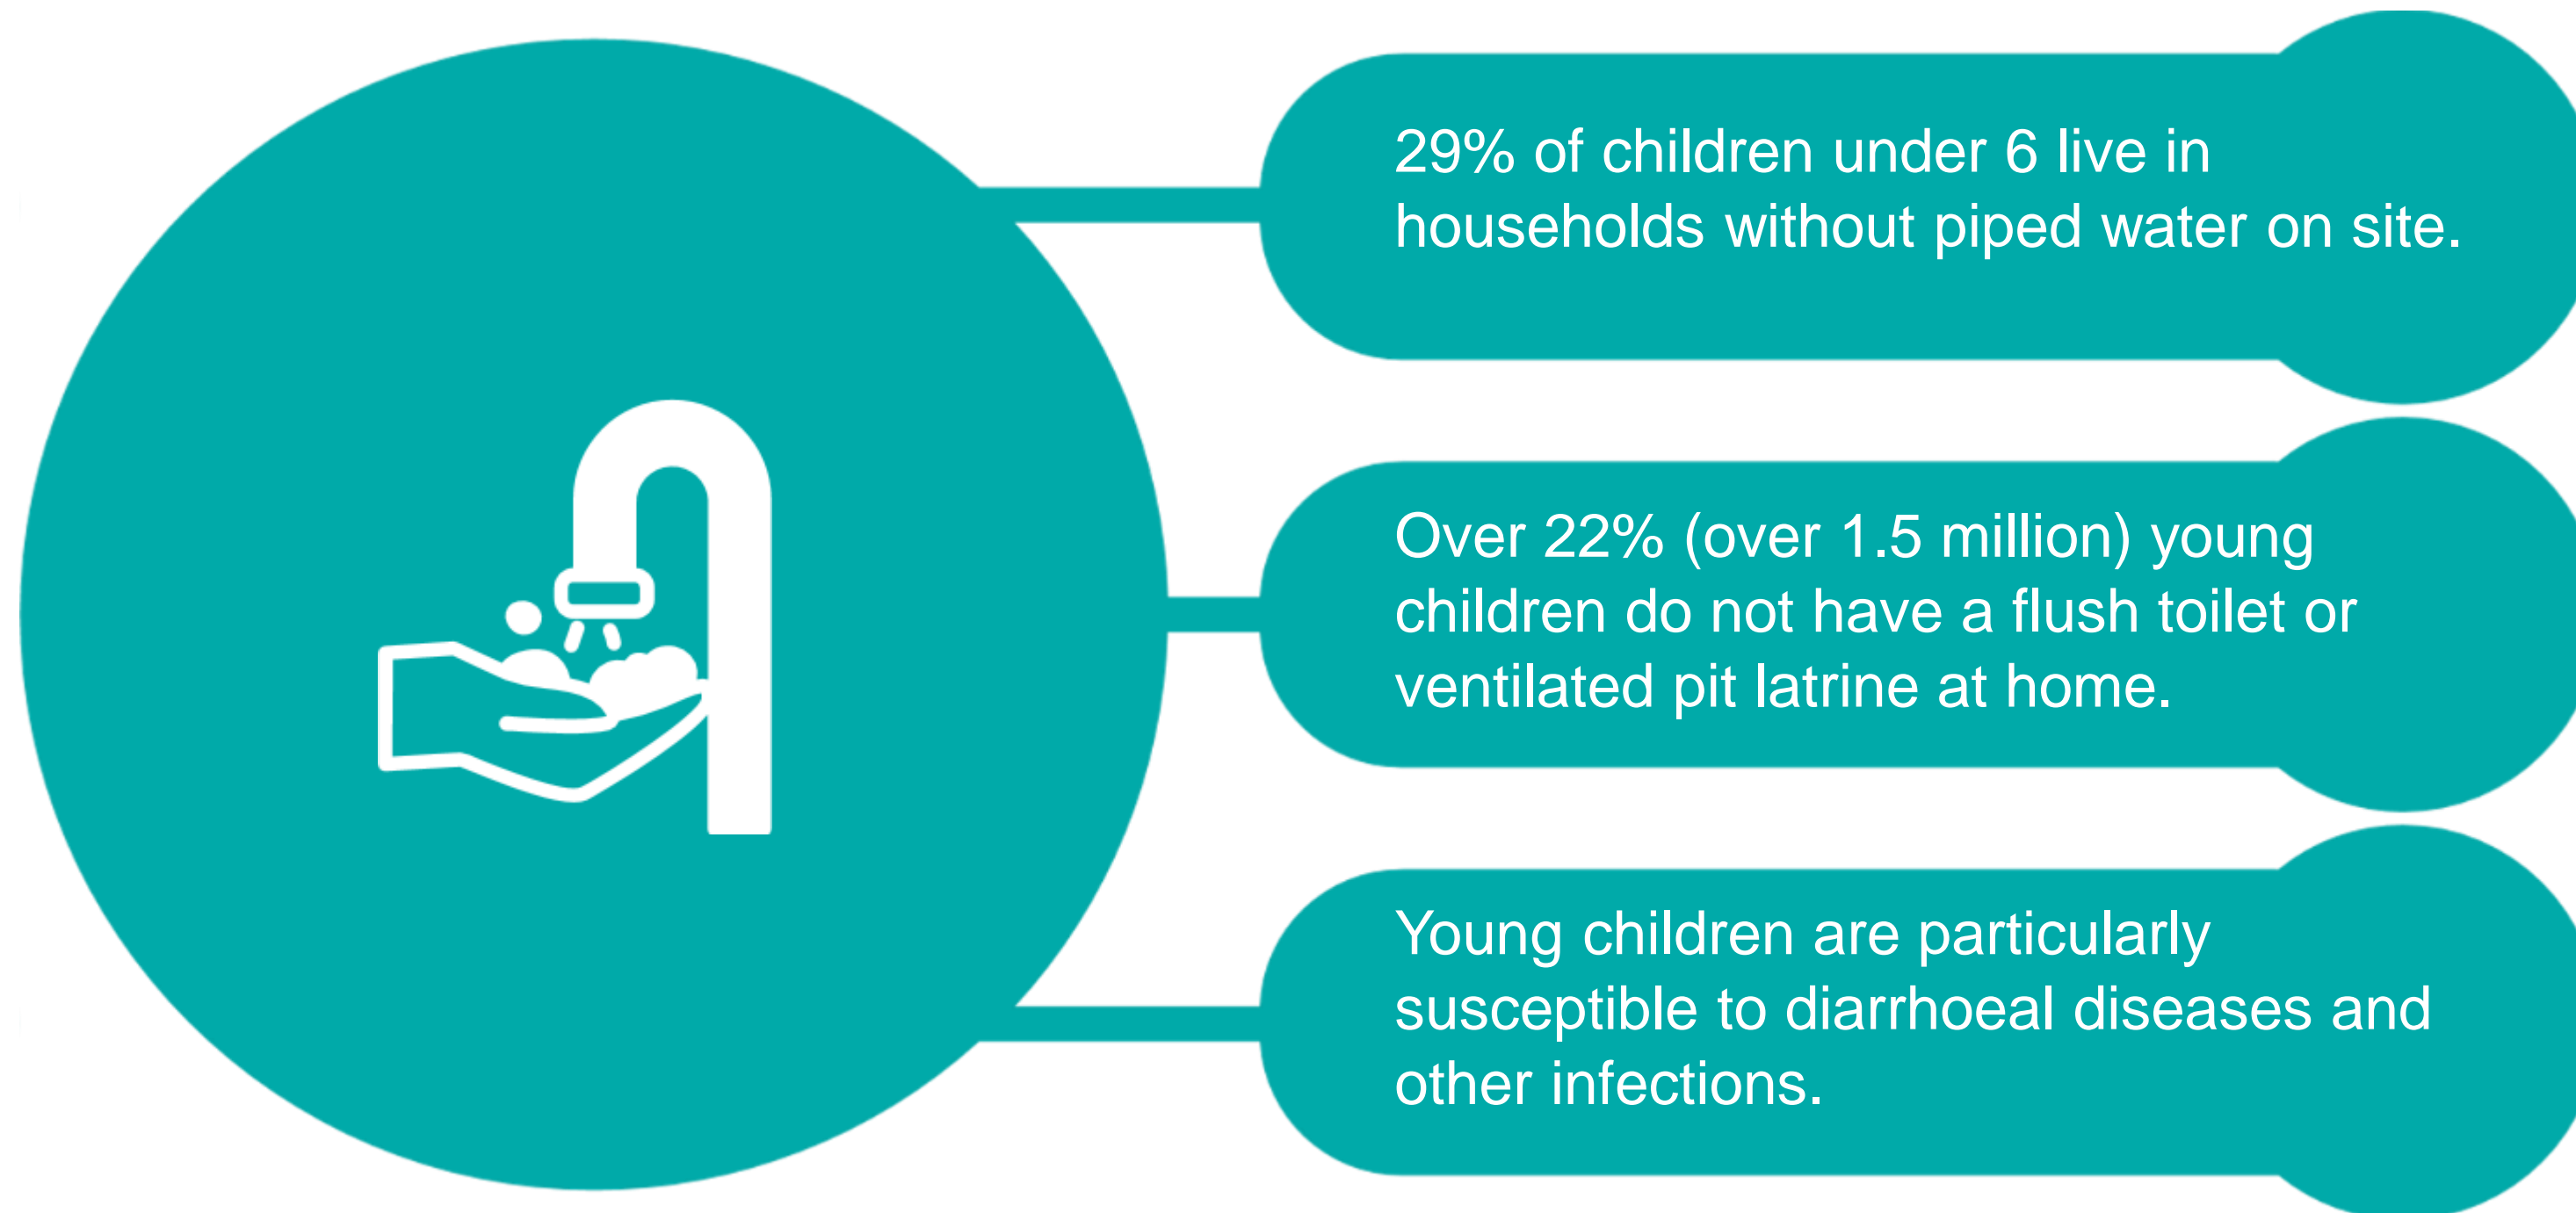 29% of children under 6 live in
households without piped water on site.
Over 22% (over 1.5 million) young
children do not have a flush toilet or
ventilated pit latrine at home.
Young children are particularly
susceptible to diarrhoeal diseases and
other infections.